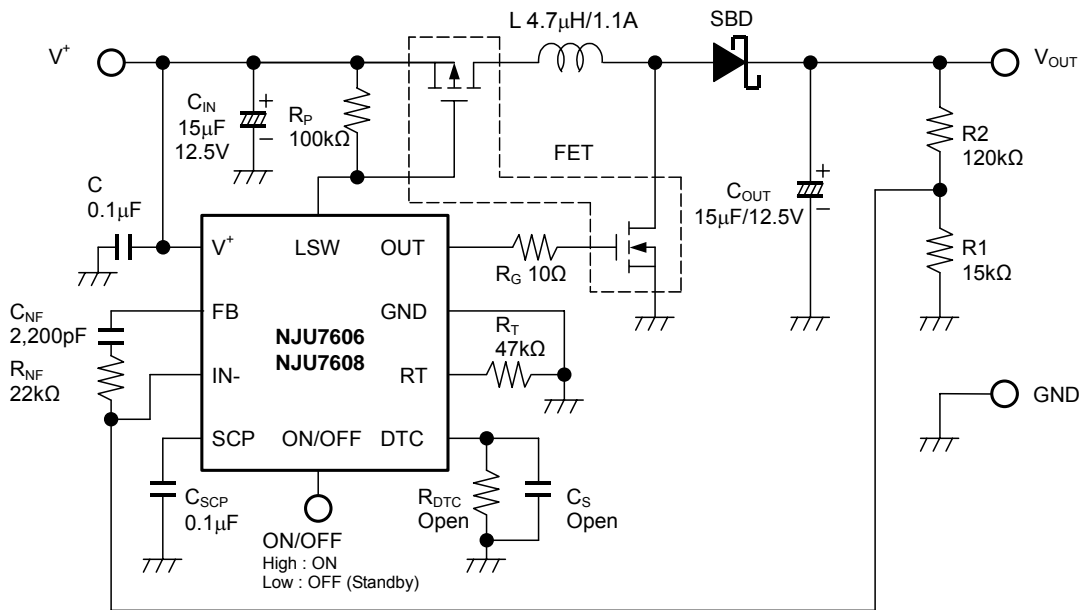 L 4.7μH/1.1A
SBD
V+
VOUT
CIN
15μF
12.5V
+
−
RP
100kΩ
FET
R2
120kΩ
COUT
15μF/12.5V
+
−
C
0.1μF
V+
LSW
OUT
RG 10Ω
R1
15kΩ
CNF
2,200pF
FB
GND
RT
47kΩ
NJU7606
NJU7608
RNF
22kΩ
IN-
RT
GND
SCP
ON/OFF
DTC
CSCP
0.1μF
RDTC
Open
CS
Open
ON/OFF
High : ON
Low : OFF (Standby)